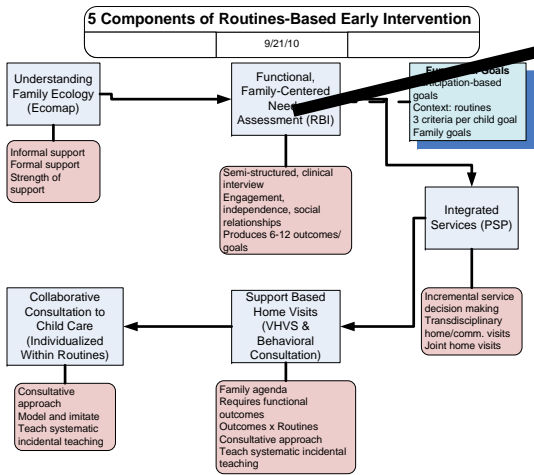 5 Components of Routines-Based Early Intervention
9/21/10
Understanding
Family Ecology
(Ecomap)
Informal support
Formal support
Strength of
support
Functional,
Family-Centered
Assessment (RBI)
Semi-structured, clinical
interview
Engagement,
independence, social
relationships
Produces 6-12 outcomes/
goals
Goals
goals
Context: routines
3 criteria per child goal
Family goals
Integrated
Services (PSP)
Incremental service
decision making
Transdisciplinary
home/comm. visits
Joint home visits
Support Based
Home Visits
(VHVS &
Behavioral
Consultation)
Family agenda
Requires functional
outcomes
Outcomes x Routines
Consultative approach
Teach systematic incidental
teaching
Collaborative
Consultation to
Child Care
(Individualized
Within Routines)
Consultative
approach
Model and imitate
Teach systematic
incidental teaching